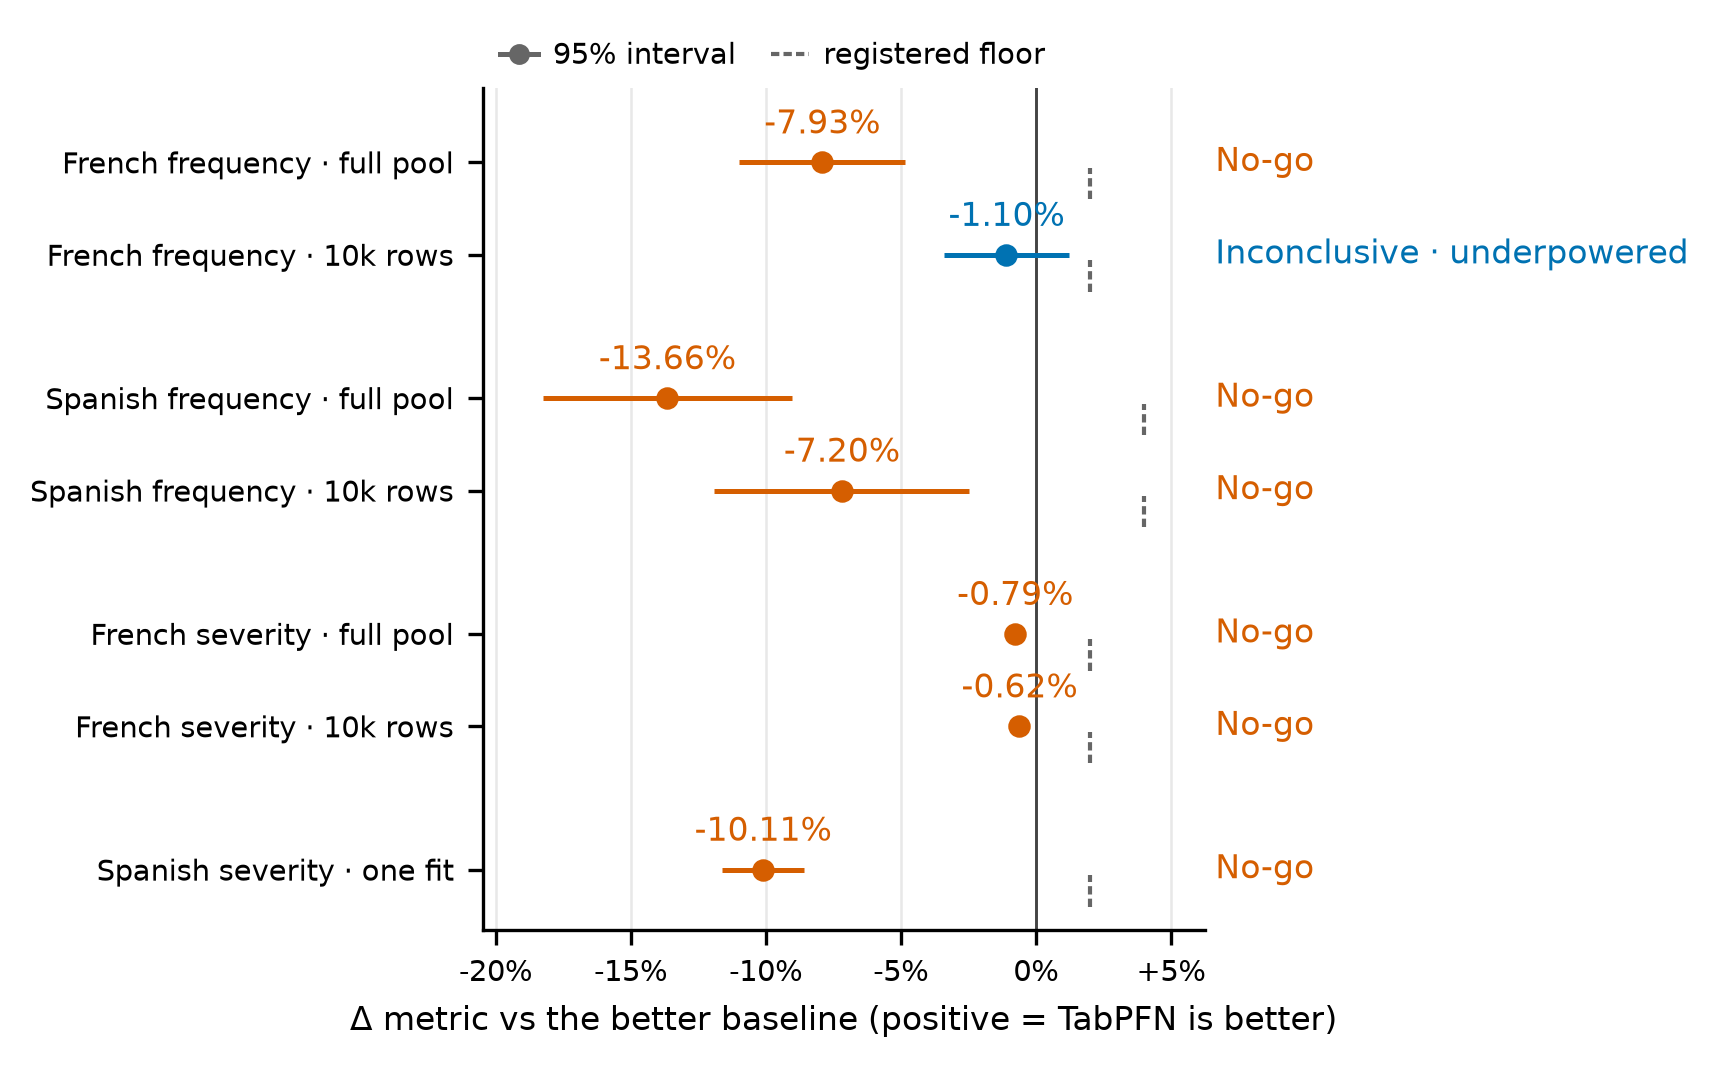 95% interval registered floor
-7.93%
French frequency · full pool No-go
-1.10%
French frequency · 10k rows Inconclusive · underpowered
-13.66%
Spanish frequency · full pool No-go
-7.20%
Spanish frequency · 10k rows No-go
-0.79%
French severity · full pool No-go
-0.62%
French severity · 10k rows No-go
-10.11%
Spanish severity · one fit No-go
-20% -15% -10% -5% 0% +5%
Δ metric vs the better baseline (positive = TabPFN is better)